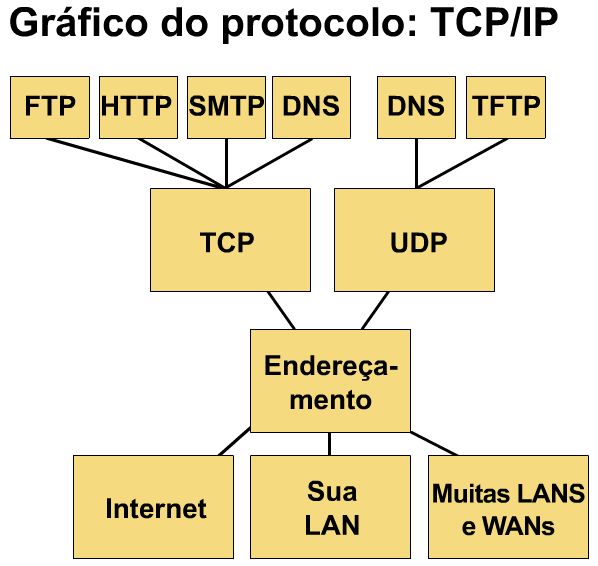 Gráfico do protocolo: TCP/IP
FTP
HTTP
SMTP
DNS
DNS
TFTP
TCP
UDP
Endereça-
mento
Internet
Sua
LAN
Muitas LANS
e WANs